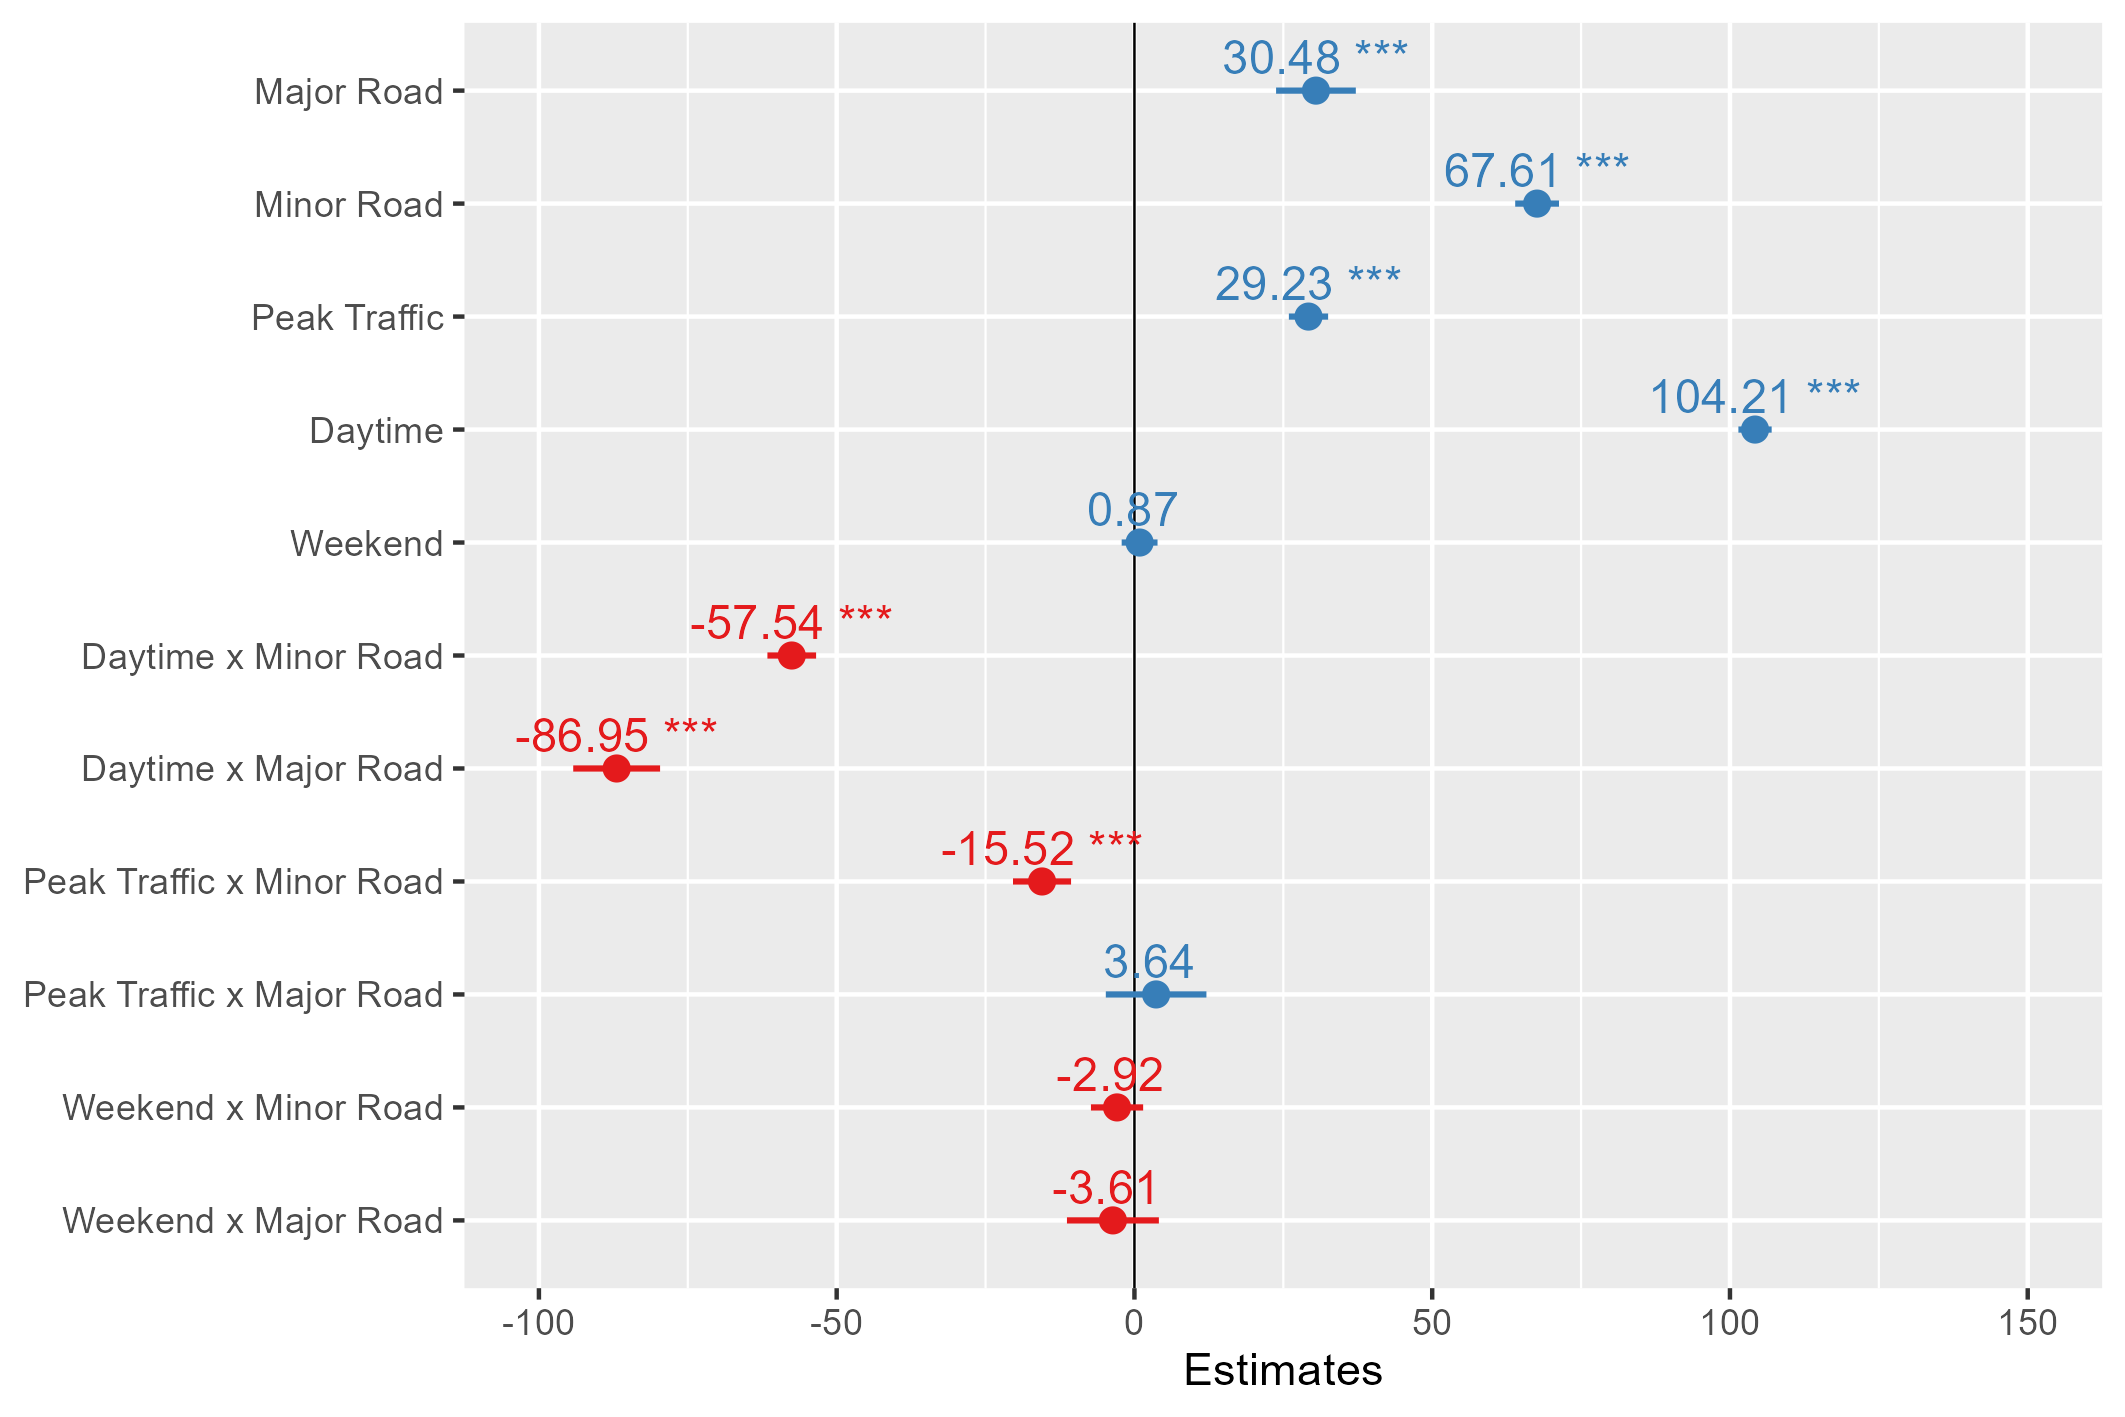 Major Road
30.48 ***
Minor Road
67.61 ***
Peak Traffic
29.23 ***
Daytime
104.21 ***
Weekend
0.87
Daytime x Minor Road
-57.54 ***
Daytime x Major Road
-86.95 ***
Peak Traffic x Minor Road
-15.52 ***
Peak Traffic x Major Road
3.64
Weekend x Minor Road
-2.92
Weekend x Major Road
-3.61
-100 -50 0 50 100 150
Estimates